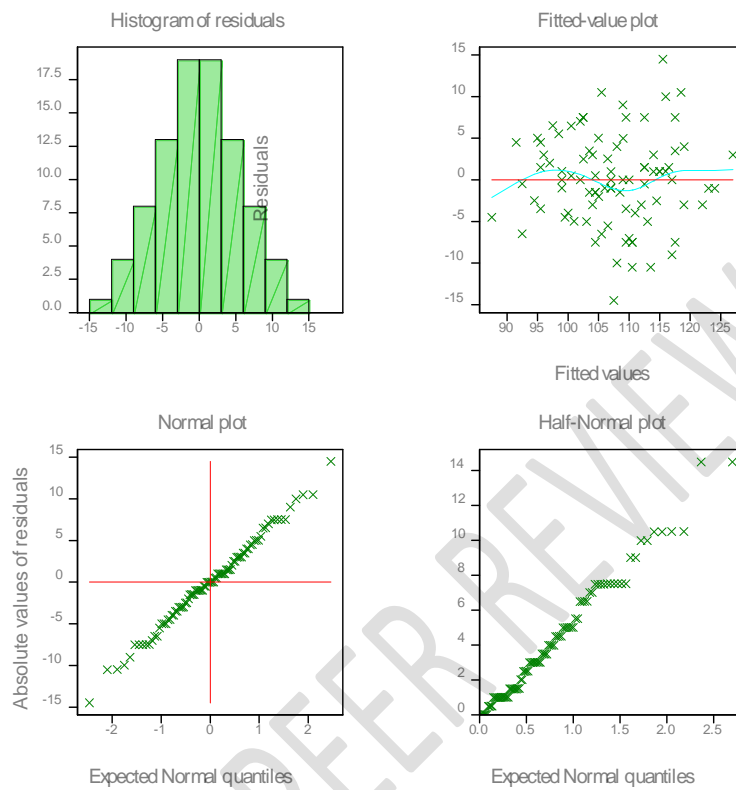 Histogram of residuals
17.5
15.0
12.5
10.0
7.5
5.0
2.5
0.0
-15 -10 -5 0 5 10 15
Fitted-value plot
Residuals
15
10
5
0
-5
-10
-15
90 95 100 105 110 115 120 125
Fitted values
Normal plot
Absolute values of residuals
15
10
5
0
-5
-10
-15
-2 -1 0 1 2
Expected Normal quantiles
Half-Normal plot
14
12
10
8
6
4
2
0
0.0 0.5 1.0 1.5 2.0 2.5
Expected Normal quantiles
PEER REVIEW